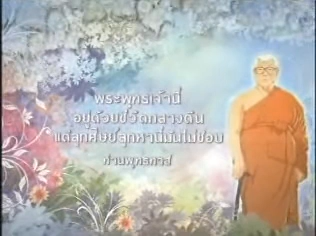 พระพุทธเจ้านี่
อยู่ด้วยชีวิตกลางดิน
แต่ลูกศิษย์ลูกหานี่มันไม่ชอบ
ท่านพุทธทาส